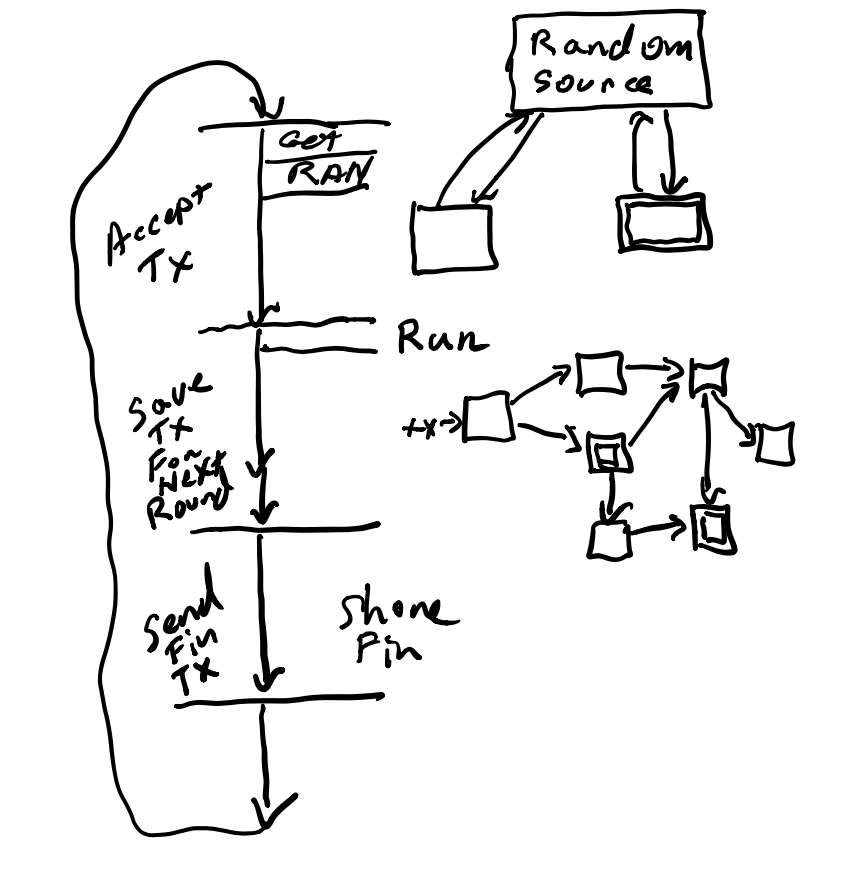 Random
Source
Get
RAN
Accept
TX
Run
Save
TX
For
Next
Round
TX
Send
Fin
TX
Share
Fin